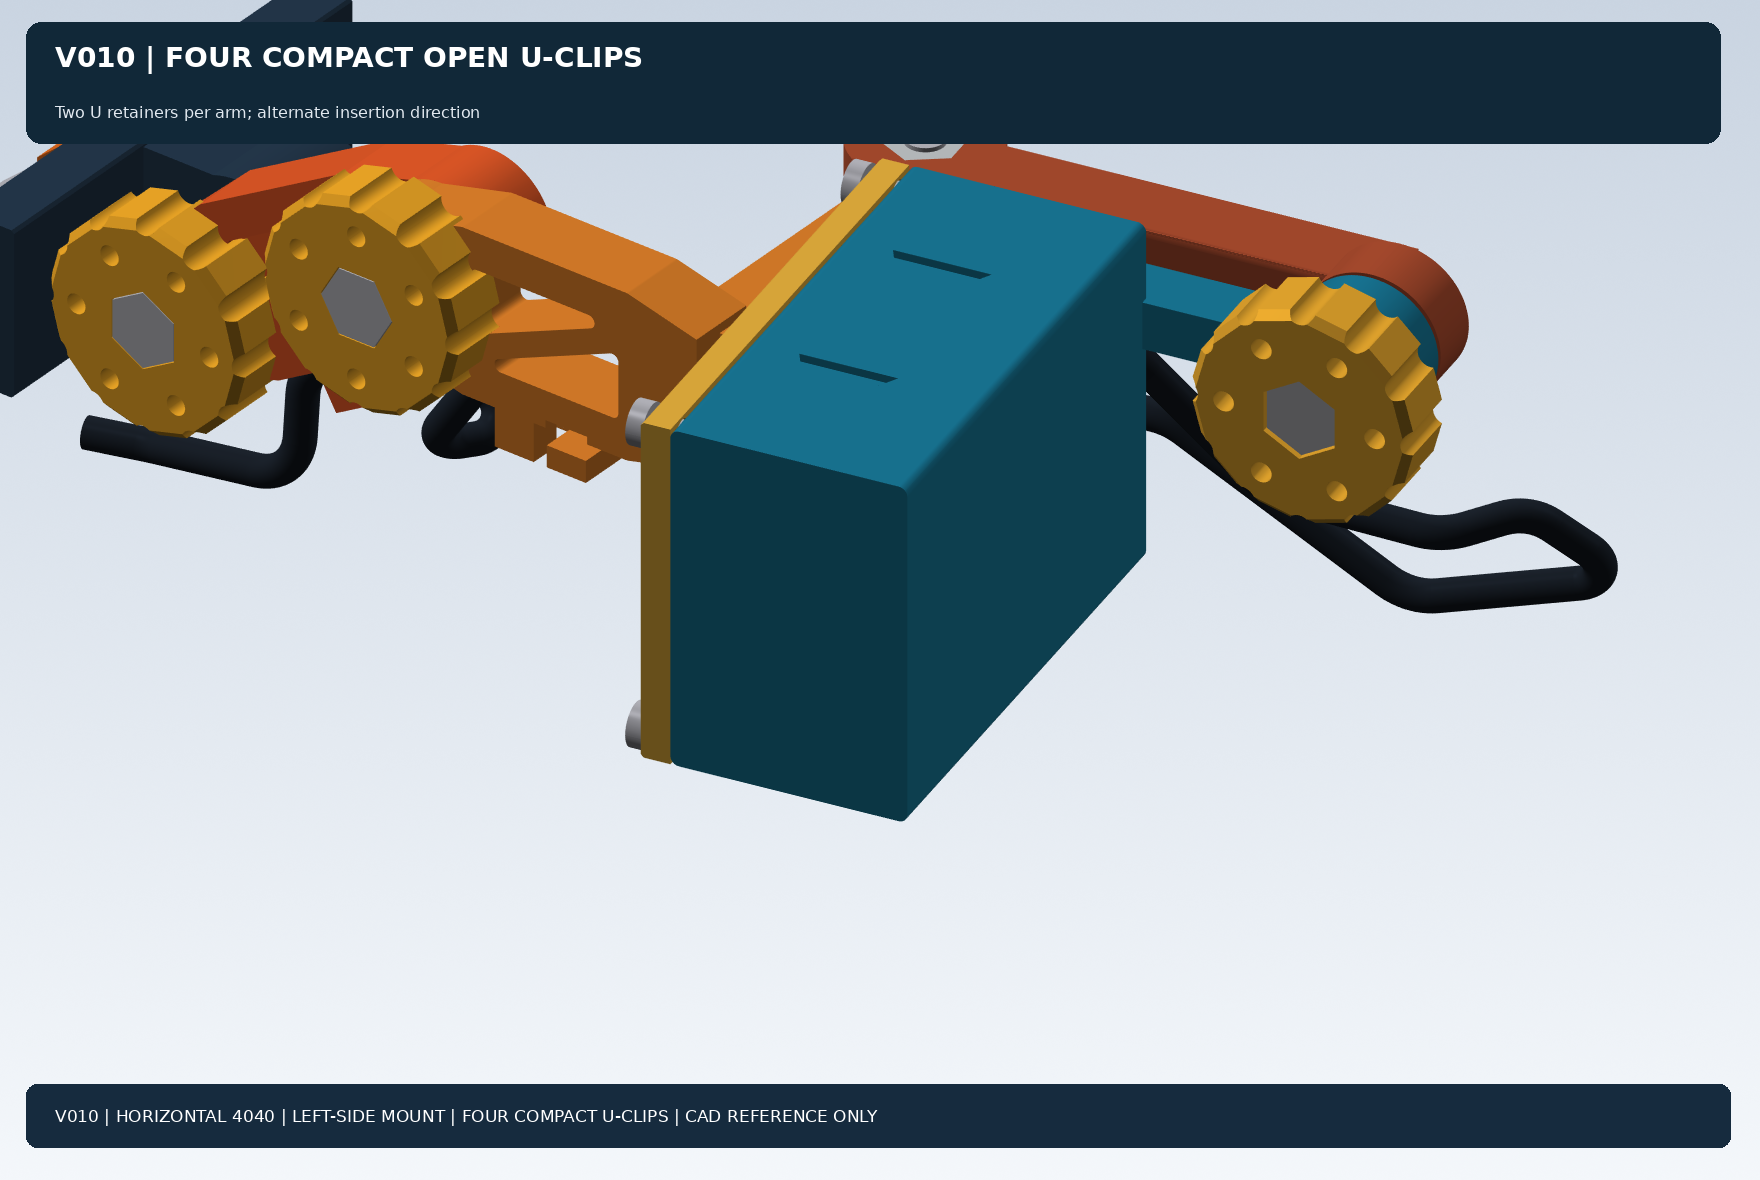 V010 | FOUR COMPACT OPEN U-CLIPS
Two U retainers per arm; alternate insertion direction
V010 | HORIZONTAL 4040 | LEFT-SIDE MOUNT | FOUR COMPACT U-CLIPS | CAD REFERENCE ONLY